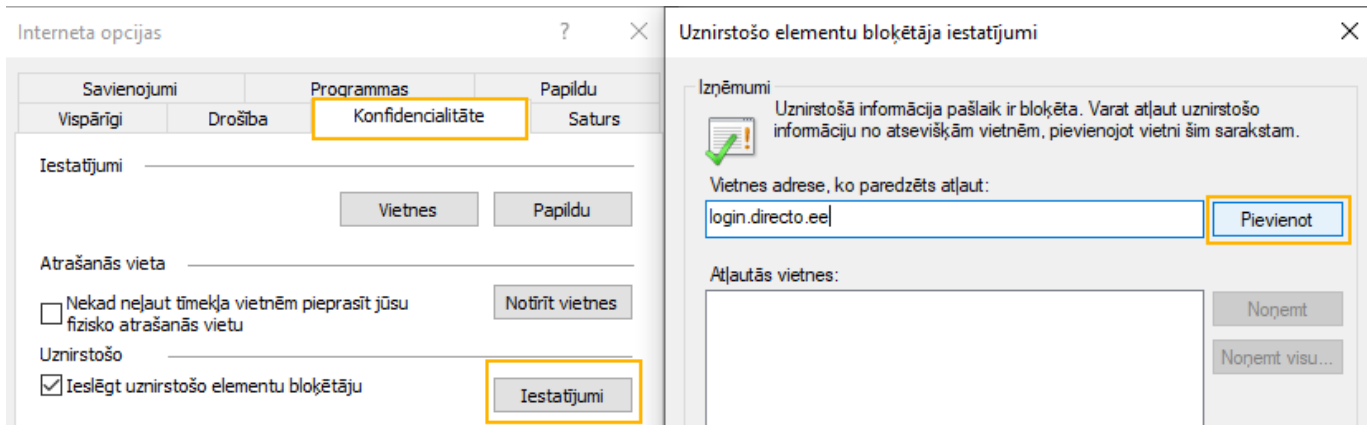 Interneta opcijas
?
Savienojumi
Programmas
Papildu
Vispārīgi
Drošība
Konfidencialitāte
Saturs
Iestatījumi
Vietnes
Papildu
Atrašanās vieta
Nekad neļaut tīmekļa vietnēm pieprasīt jūsu
fizisko atrašanās vietu
Notīrīt vietnes
Uznirstošo
Ieslēgt uznirstošo elementu bloķētāju
Iestatījumi
Uznirstošo elementu bloķētāja iestatījumi
Izņēmumi
Uznirstošā informācija pašlaik ir bloķēta. Varat atļaut uznirstošo
informāciju no atsevišķām vietnēm, pievienojot vietni šim sarakstam.
Vietnes adrese, ko paredzēts atļaut:
login.directo.ee
Pievienot
Atļautās vietnes:
Noņemt
Noņemt visu...